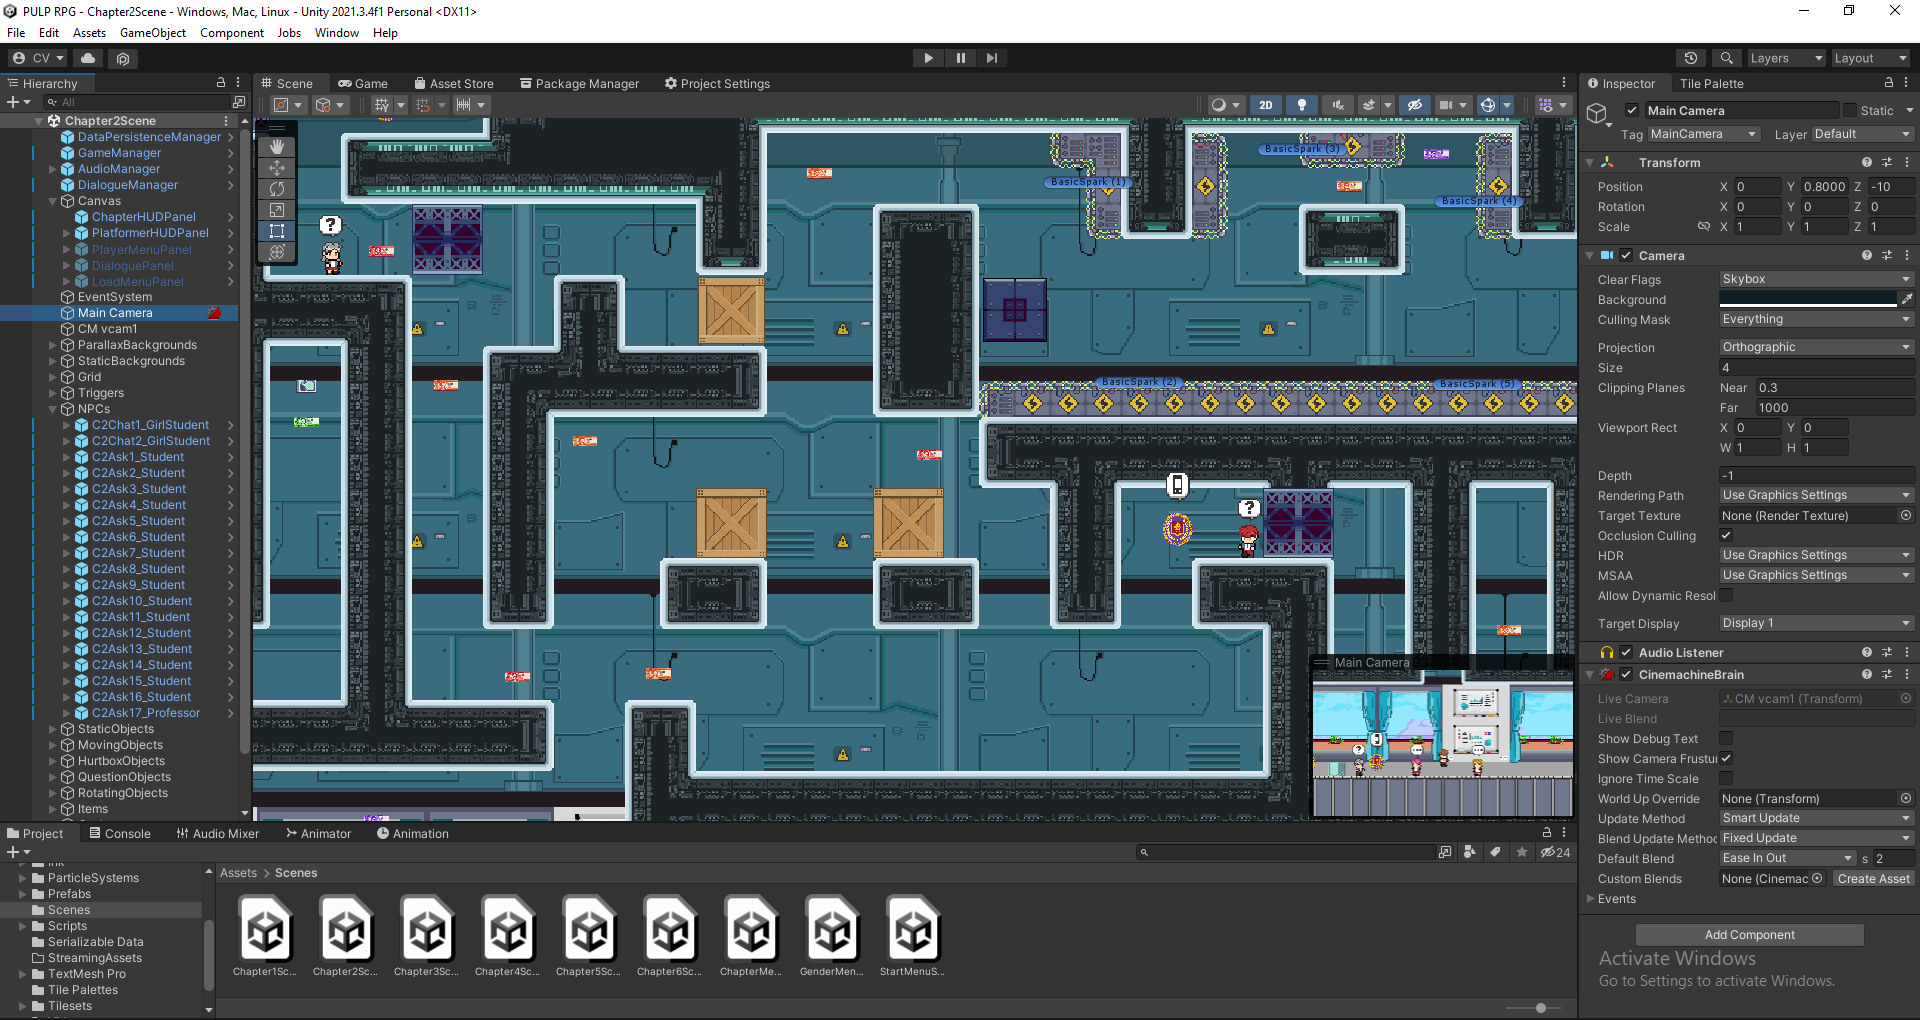 PULP RPG - Chapter2Scene - Windows, Mac, Linux - Unity 2021.3.4f1 Personal <DX11>
File Edit Assets GameObject Component Jobs Window Help
CV
Layers
Layout
Hierarchy
All
Chapter2Scene
DataPersistenceManager
GameManager
AudioManager
DialogueManager
Canvas
ChapterHUDPanel
PlatformerHUDPanel
PlayerMenuPanel
DialoguePanel
LoadMenuPanel
EventSystem
Main Camera
CM vcam1
ParallaxBackgrounds
StaticBackgrounds
Grid
Triggers
NPCs
C2Chat1_GirlStudent
C2Chat2_GirlStudent
C2Ask1_Student
C2Ask2_Student
C2Ask3_Student
C2Ask4_Student
C2Ask5_Student
C2Ask6_Student
C2Ask7_Student
C2Ask8_Student
C2Ask9_Student
C2Ask10_Student
C2Ask11_Student
C2Ask12_Student
C2Ask13_Student
C2Ask14_Student
C2Ask15_Student
C2Ask16_Student
C2Ask17_Professor
StaticObjects
MovingObjects
HurtboxObjects
QuestionObjects
RotatingObjects
Items
Scene Game Asset Store Package Manager Project Settings
2D
BasicSpark (3)
BasicSpark (1)
BasicSpark (4)
BasicSpark (2)
BasicSpark (5)
?
?
Main Camera
Inspector Tile Palette
Main Camera Static
Tag MainCamera Layer Default
Transform
Position X 0 Y 0.8000 Z -10
Rotation X 0 Y 0 Z 0
Scale X 1 Y 1 Z 1
Camera
Clear Flags Skybox
Background
Culling Mask Everything
Projection Orthographic
Size 4
Clipping Planes Near 0.3
Far 1000
Viewport Rect X 0 Y 0
W 1 H 1
Depth -1
Rendering Path Use Graphics Settings
Target Texture None (Render Texture)
Occlusion Culling
HDR Use Graphics Settings
MSAA Use Graphics Settings
Allow Dynamic Resol
Target Display Display 1
Audio Listener
CinemachineBrain
Live Camera CM vcam1 (Transform)
Live Blend
Show Debug Text
Show Camera Frustur
Ignore Time Scale
World Up Override None (Transform)
Update Method Smart Update
Blend Update Method Fixed Update
Default Blend Ease In Out s 2
Custom Blends None (Cinemac Create Asset
Events
Add Component
Activate Windows
Go to Settings to activate Windows.
Project Console Audio Mixer Animator Animation
24
ParticleSystems
Prefabs
Scenes
Scripts
Serializable Data
StreamingAssets
TextMesh Pro
Tile Palettes
Tilesets
Assets > Scenes
Chapter1Sc... Chapter2Sc... Chapter3Sc... Chapter4Sc... Chapter5Sc... Chapter6Sc... ChapterMe... GenderMen... StartMenuS...